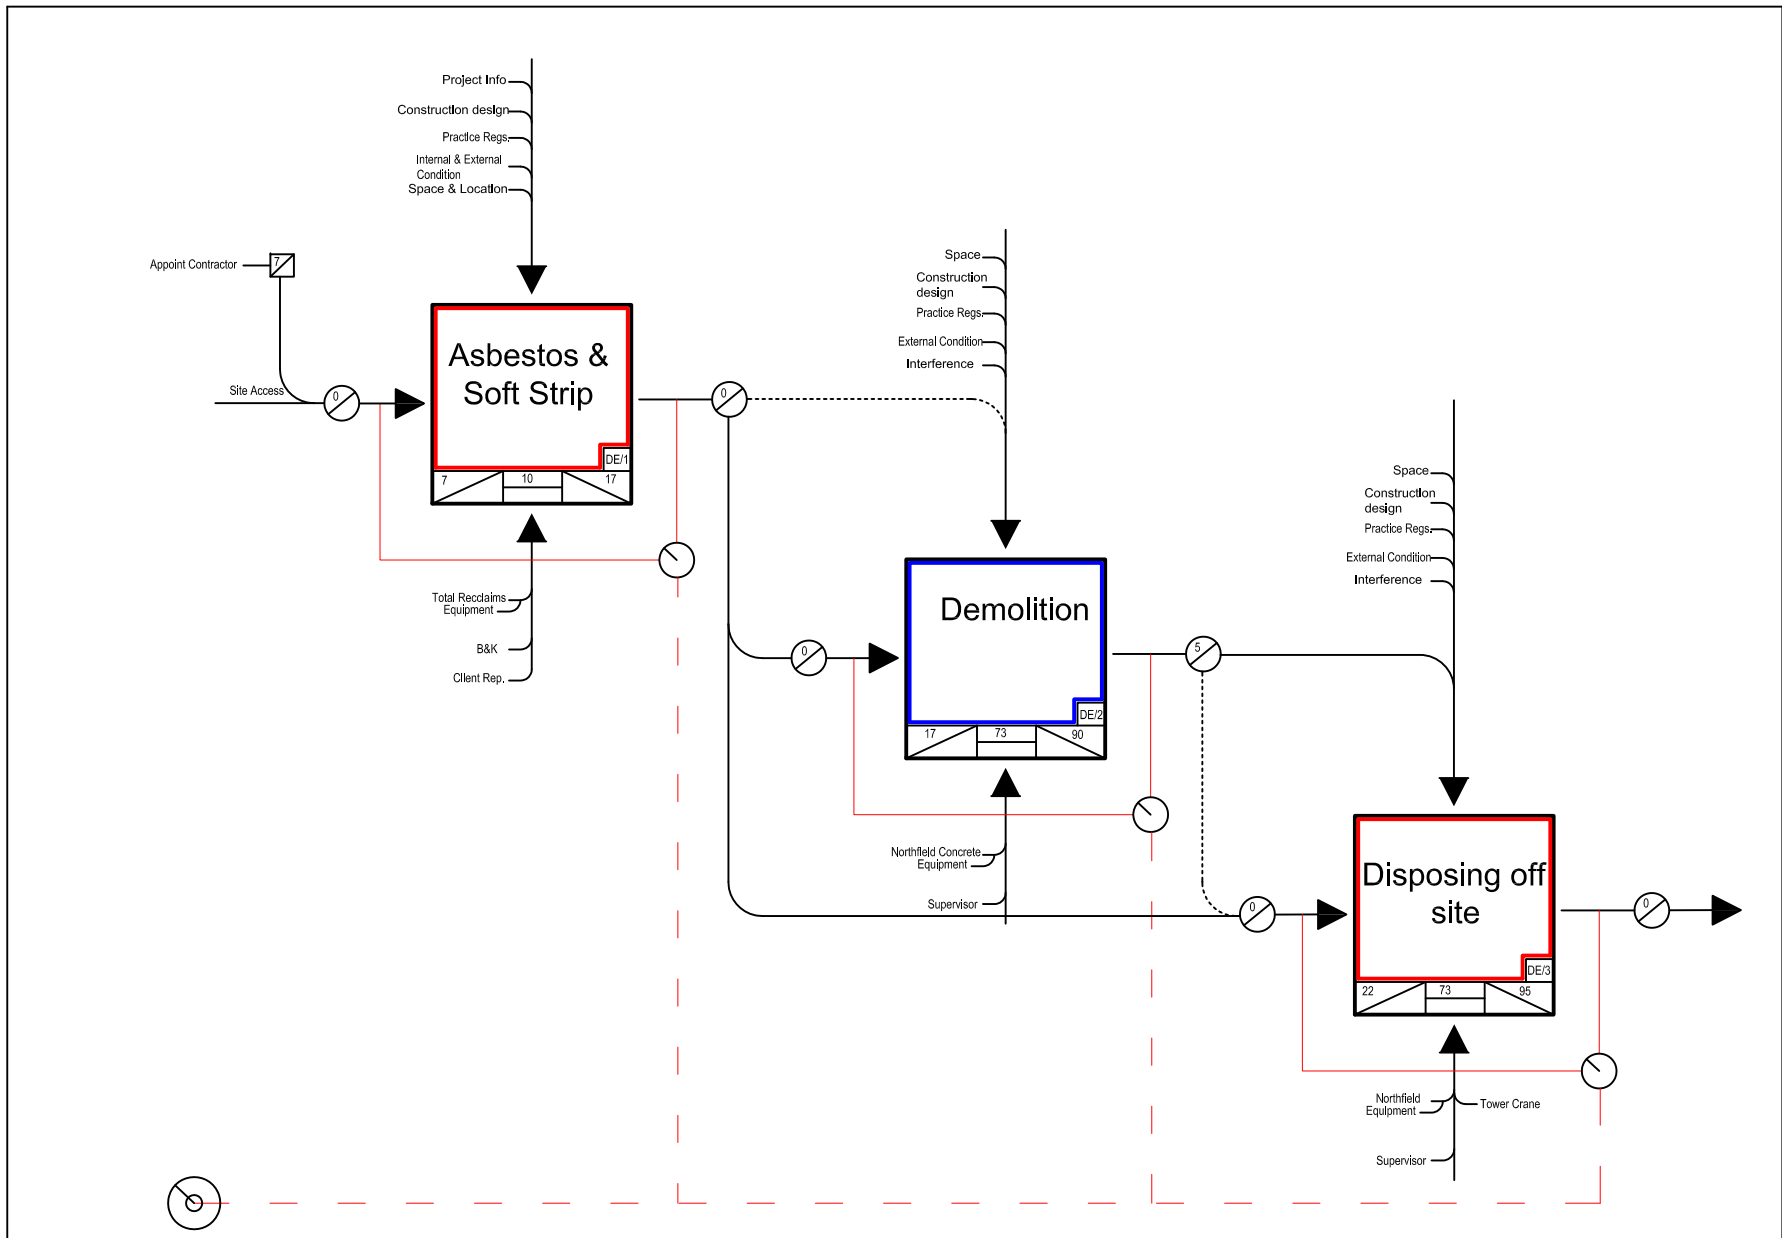 Project Info
Construction design
Practice Regs.
Internal & External
Condition
Space & Location
Appoint Contractor
7
Site Access
0
Asbestos &
Soft Strip
DE/1
7
10
17
0
Total Recclaims
Equipment
B&K
Client Rep.
Space
Construction
design
Practice Regs.
External Condition
Interference
0
Demolition
DE/2
17
73
90
5
Northfield Concrete
Equipment
Supervisor
Space
Construction
design
Practice Regs.
External Condition
Interference
0
Disposing off
site
DE/3
22
73
95
0
Northfield
Equipment
Tower Crane
Supervisor